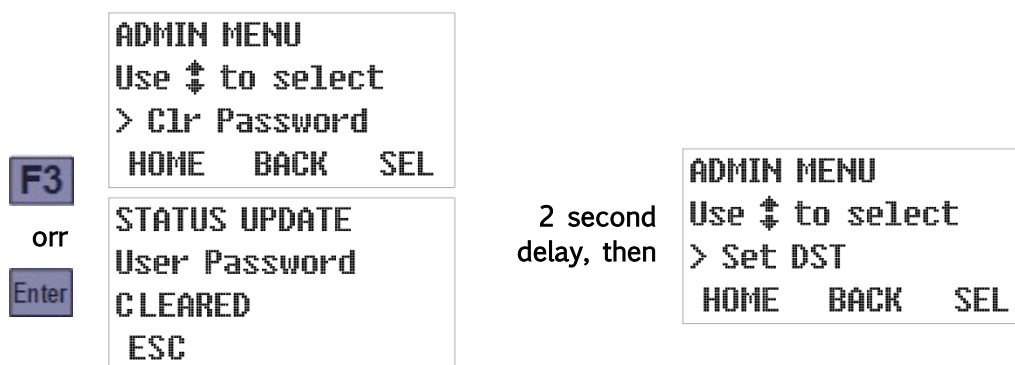 ADMIN MENU
Use ↕ to select
> Clr Password
HOME BACK SEL
F3
orr
Enter
STATUS UPDATE
User Password
CLEARED
ESC
2 second
delay, then
ADMIN MENU
Use ↕ to select
> Set DST
HOME BACK SEL